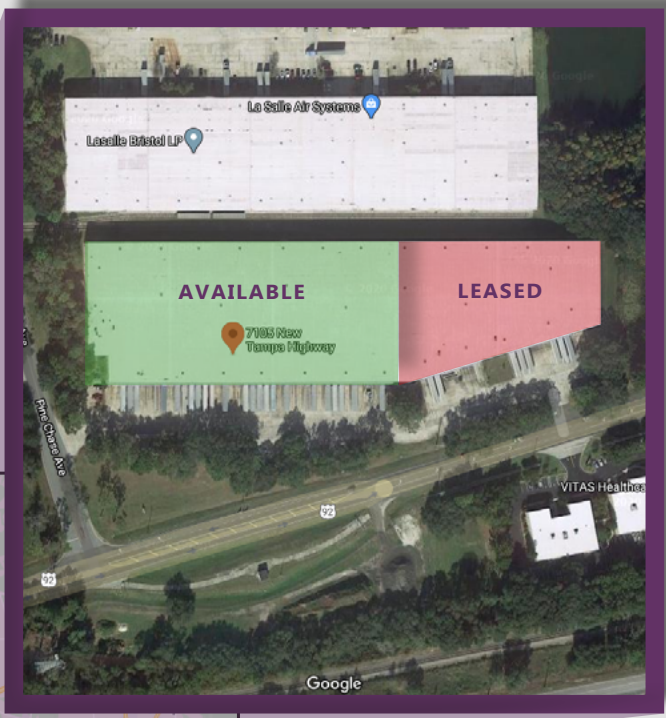 La Salle Air Systems
Lasalle Bristol LP
AVAILABLE
LEASED
7105 New
Tampa Highway
Pine Chase Ave
VITAS Healthca
92
92
Google